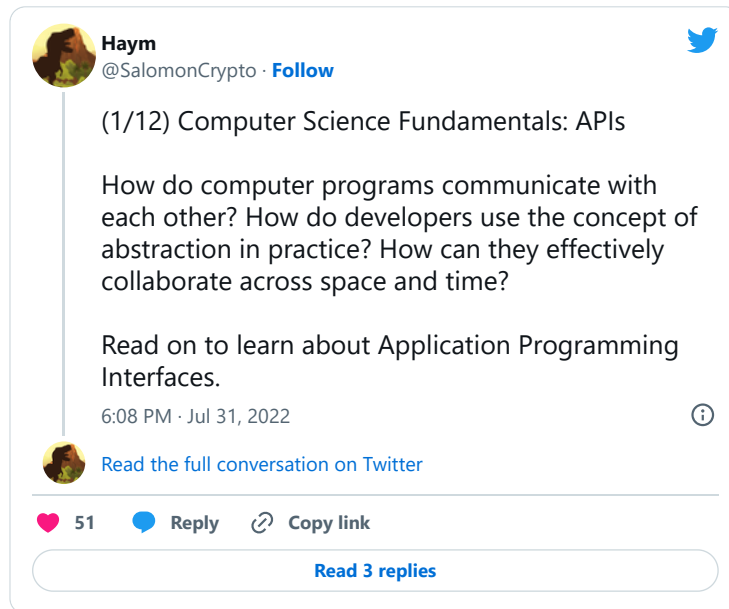 Haym
@SalomonCrypto · Follow
(1/12) Computer Science Fundamentals: APIs
How do computer programs communicate with
each other? How do developers use the concept of
abstraction in practice? How can they effectively
collaborate across space and time?
Read on to learn about Application Programming
Interfaces.
6:08 PM · Jul 31, 2022
Read the full conversation on Twitter
51 Reply Copy link
Read 3 replies